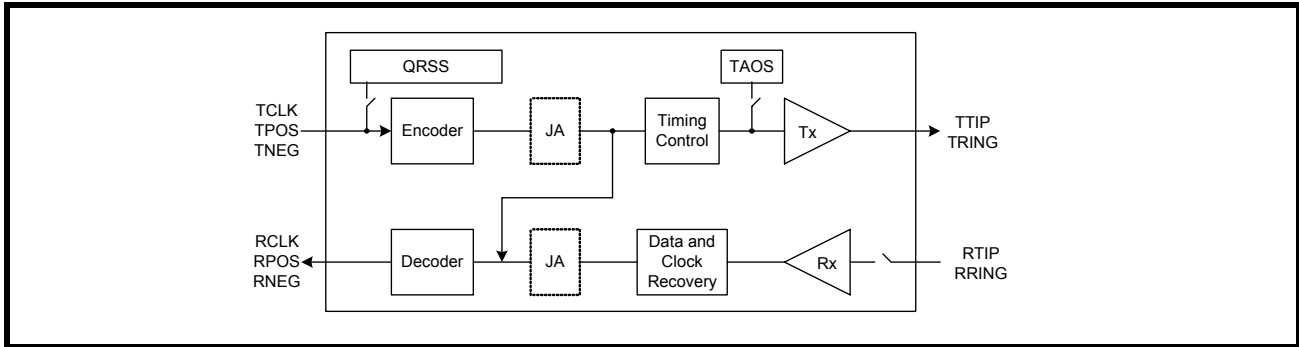 QRSS
TAOS
TCLK
TPOS
TNEG
Encoder
JA
Timing
Control
Tx
TTIP
TRING
RCLK
RPOS
RNEG
Decoder
JA
Data and
Clock
Recovery
Rx
RTIP
RRING